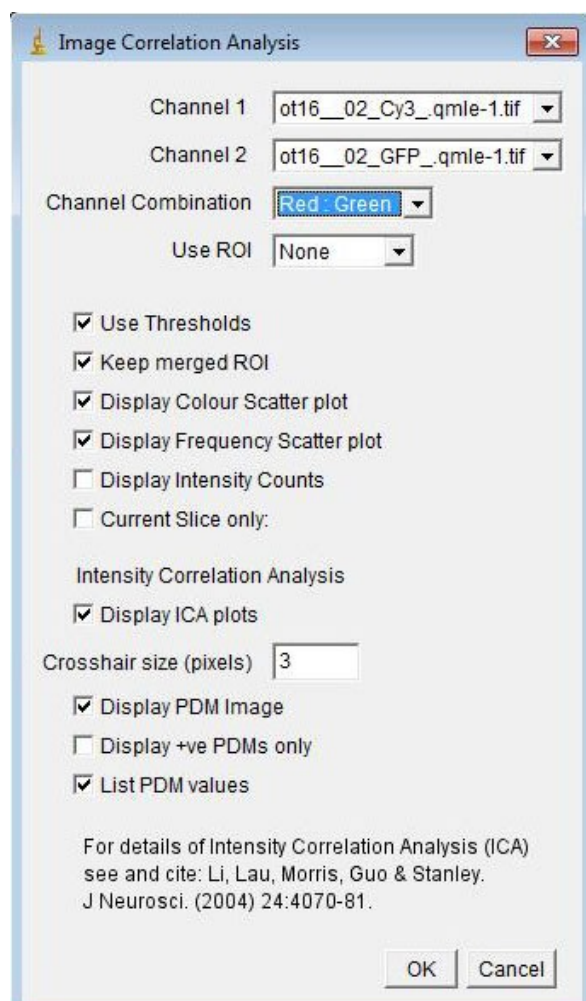 Image Correlation Analysis
Channel 1 ot16__02_Cy3_.qmle-1.tif
Channel 2 ot16__02_GFP_.qmle-1.tif
Channel Combination Red : Green
Use ROI None
Use Thresholds
Keep merged ROI
Display Colour Scatter plot
Display Frequency Scatter plot
Display Intensity Counts
Current Slice only:
Intensity Correlation Analysis
Display ICA plots
Crosshair size (pixels) 3
Display PDM Image
Display +ve PDMs only
List PDM values
For details of Intensity Correlation Analysis (ICA)
see and cite: Li, Lau, Morris, Guo & Stanley.
J Neurosci. (2004) 24:4070-81.
OK Cancel